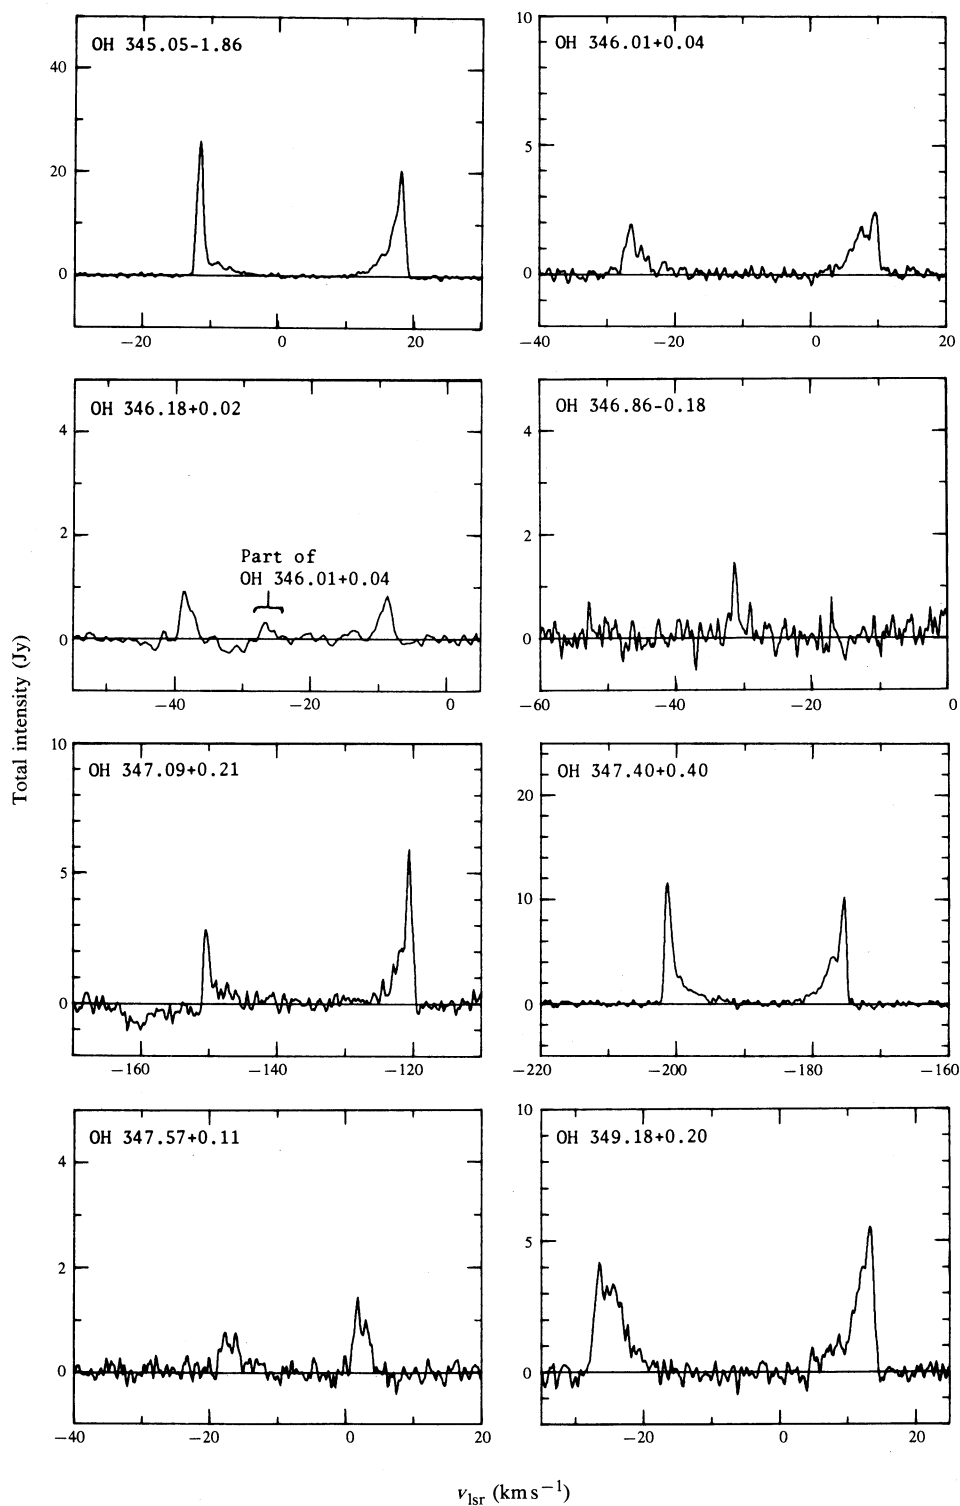 OH 345.05-1.86
40
20
0
−20 0 20
OH 346.01+0.04
10
5
0
−40 −20 0 20
OH 346.18+0.02
4
2
0
Part of
OH 346.01+0.04
−40 −20 0
OH 346.86-0.18
4
2
0
−60 −40 −20 0
Total intensity (Jy)
OH 347.09+0.21
10
5
0
−160 −140 −120
OH 347.40+0.40
20
10
0
−220 −200 −180 −160
OH 347.57+0.11
4
2
0
−40 −20 0 20
OH 349.18+0.20
10
5
0
−20 0 20
v_lsr (km s⁻¹)